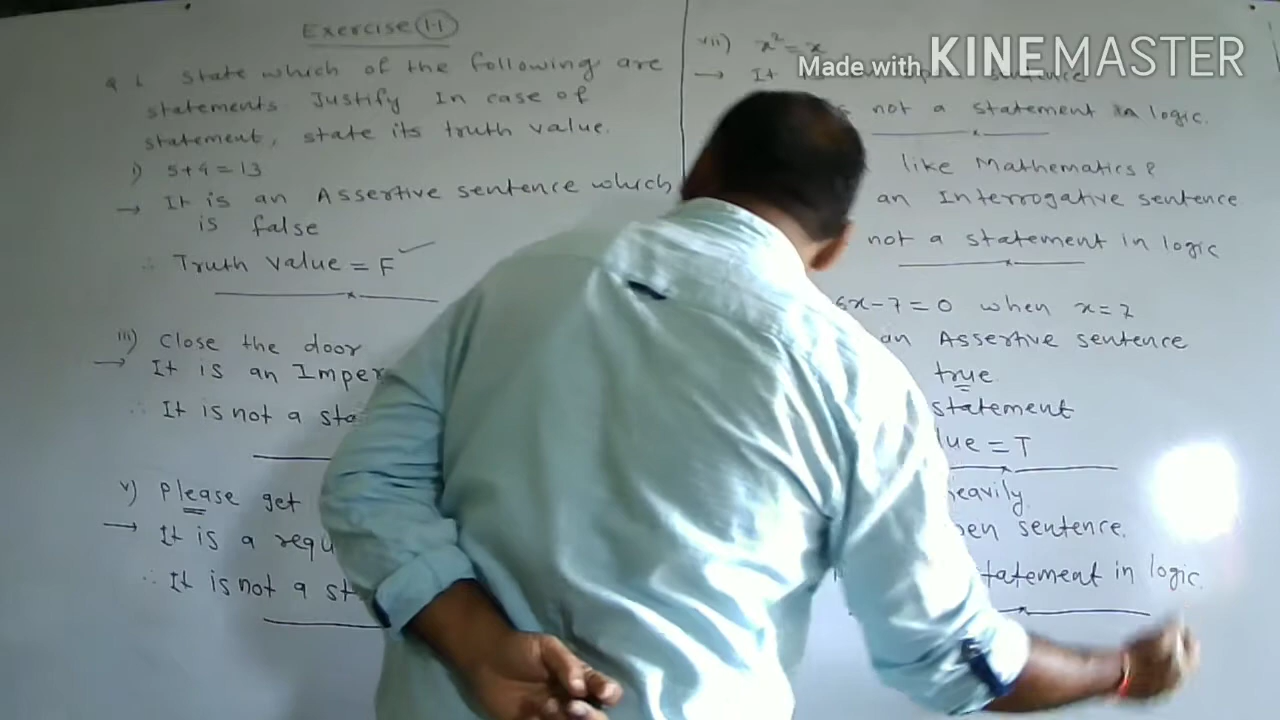 Exercise 1.1
Q 1 State which of the following are
statements Justify In case of
statement, state its truth value.
i) 5+4=13
→ It is an Assertive sentence which
is false
∴ Truth value = F ✓
iii) Close the door
→ It is an Imper
∴ It is not a sta
v) Please get
→ It is a requ
∴ It is not a st
vii) x² = x
→ It sentence
not a statement in logic.
like Mathematics?
an Interrogative sentence
not a statement in logic
6x-7=0 when x=7
an Assertive sentence
true
statement
lue = T
heavily
pen sentence.
tatement in logic.
Made with KINEMASTER